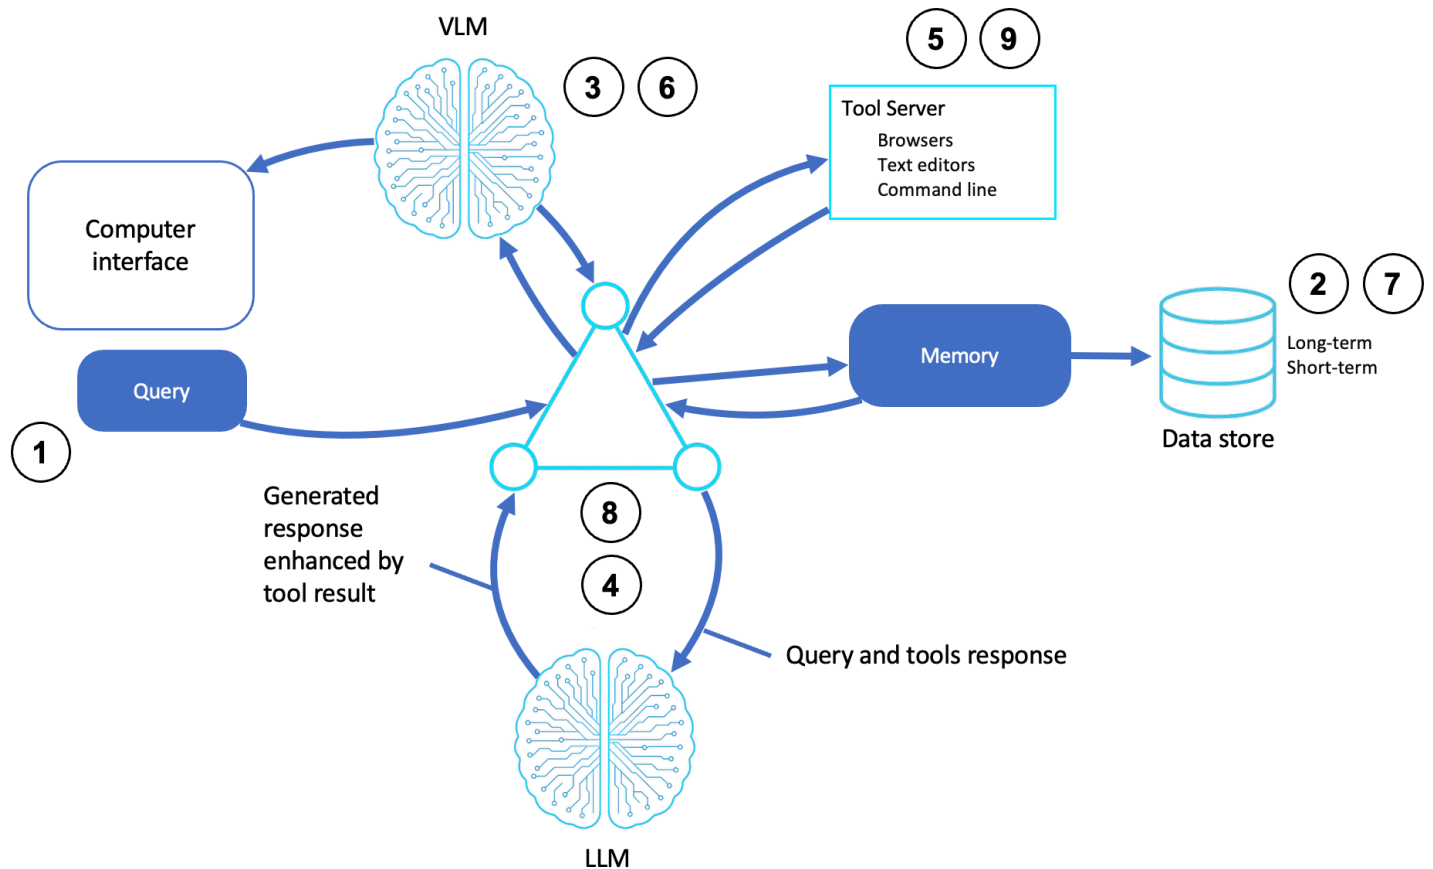 VLM
3 6
5 9
Tool Server
Browsers
Text editors
Command line
Computer
interface
2 7
Long-term
Short-term
Memory
Data store
Query
1
Generated
response
enhanced by
tool result
8
4
Query and tools response
LLM